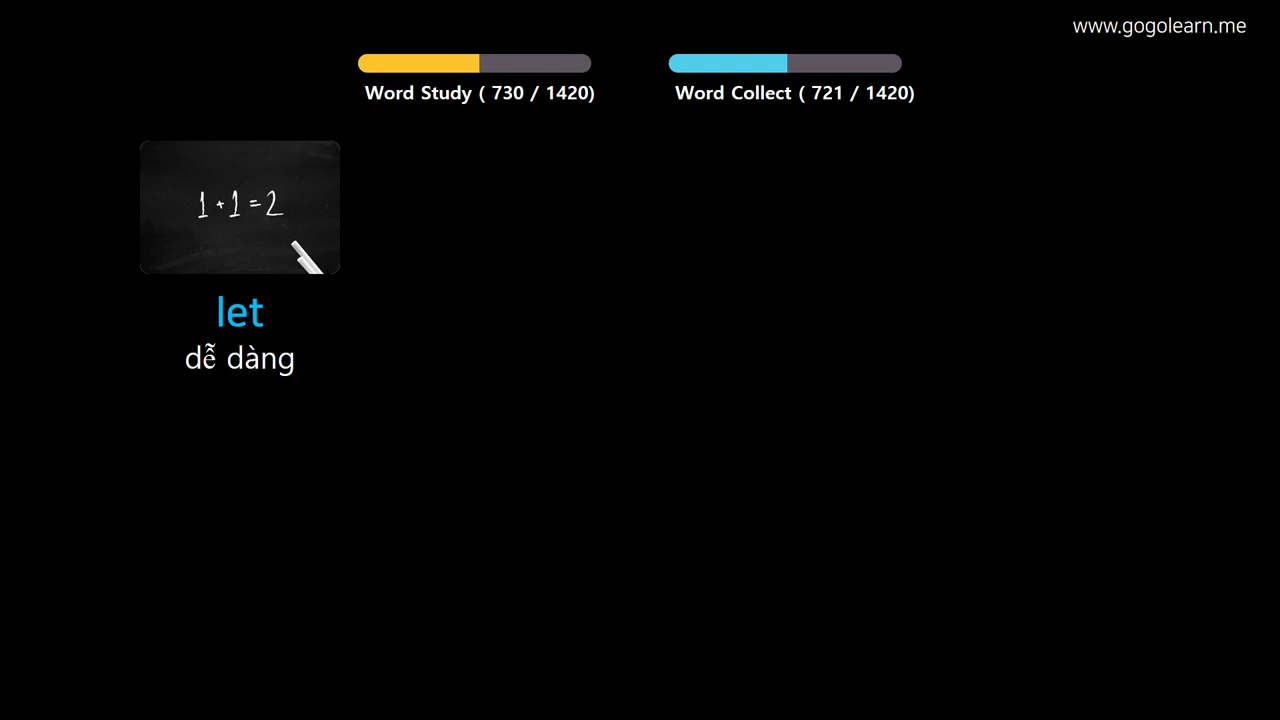 www.gogolearn.me
Word Study ( 730 / 1420)
Word Collect ( 721 / 1420)
1+1=2
let
dễ dàng